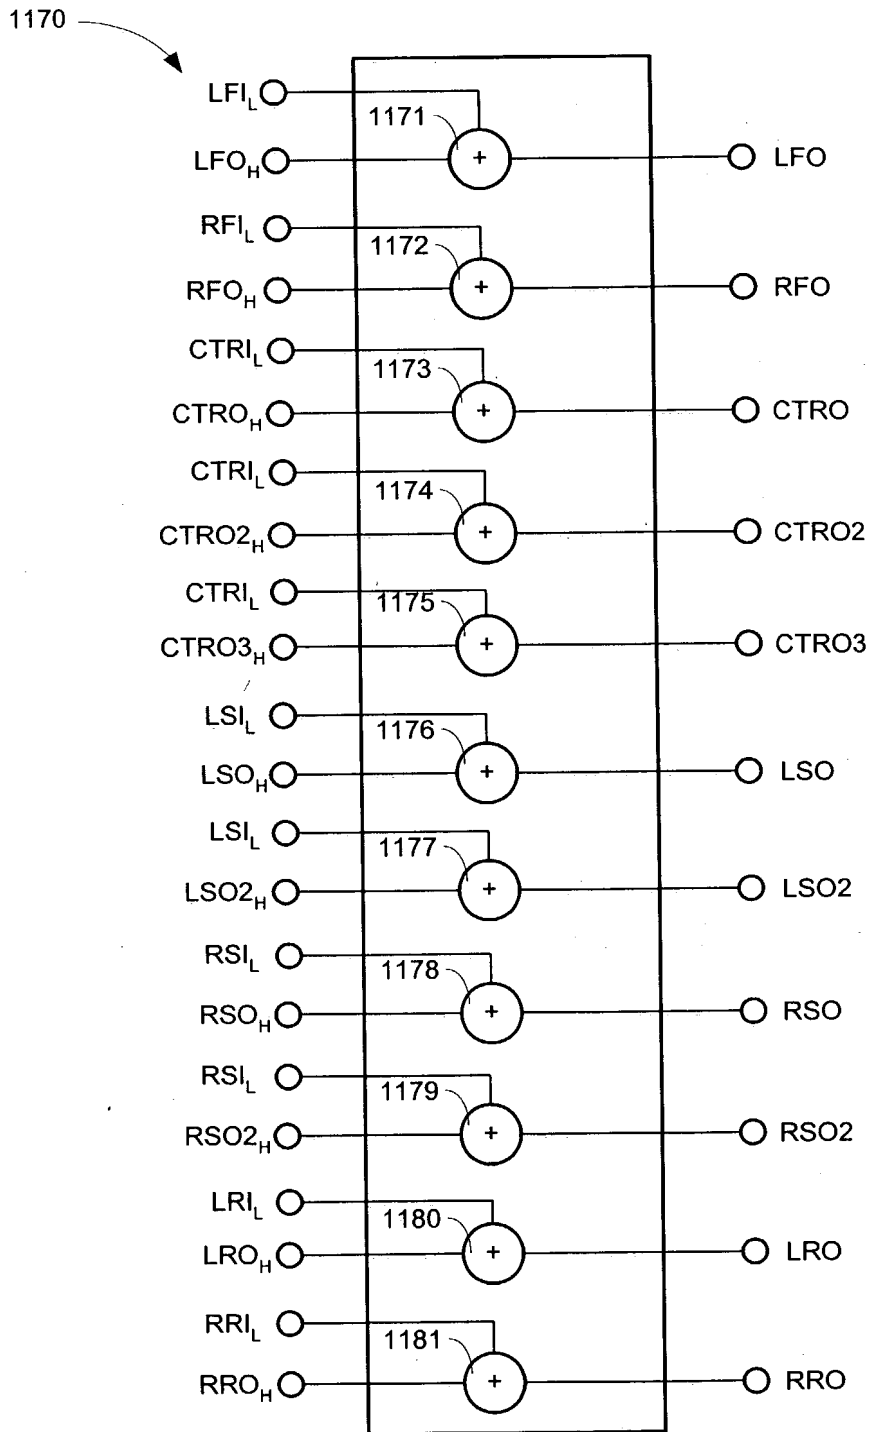 1170
LFI_L
1171
+
LFO_H
LFO
RFI_L
1172
+
RFO_H
RFO
CTRI_L
1173
+
CTRO_H
CTRO
CTRI_L
1174
+
CTRO2_H
CTRO2
CTRI_L
1175
+
CTRO3_H
CTRO3
LSI_L
1176
+
LSO_H
LSO
LSI_L
1177
+
LSO2_H
LSO2
RSI_L
1178
+
RSO_H
RSO
RSI_L
1179
+
RSO2_H
RSO2
LRI_L
1180
+
LRO_H
LRO
RRI_L
1181
+
RRO_H
RRO